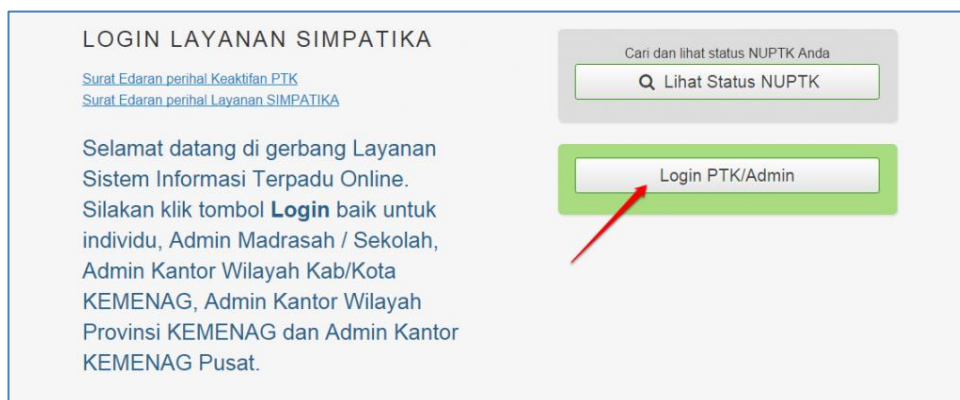 LOGIN LAYANAN SIMPATIKA
Surat Edaran perihal Keaktifan PTK
Surat Edaran perihal Layanan SIMPATIKA
Selamat datang di gerbang Layanan
Sistem Informasi Terpadu Online.
Silakan klik tombol Login baik untuk
individu, Admin Madrasah / Sekolah,
Admin Kantor Wilayah Kab/Kota
KEMENAG, Admin Kantor Wilayah
Provinsi KEMENAG dan Admin Kantor
KEMENAG Pusat.
Cari dan lihat status NUPTK Anda
Lihat Status NUPTK
Login PTK/Admin